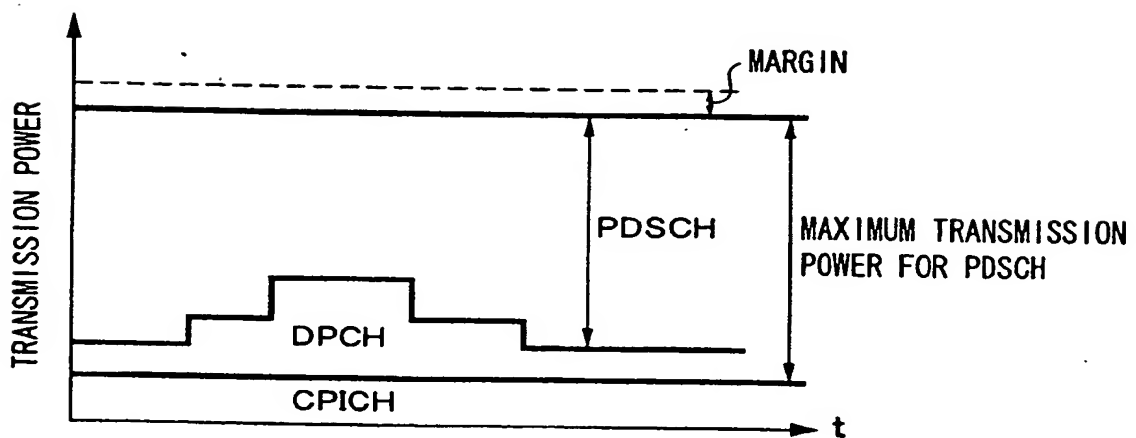 MARGIN
TRANSMISSION POWER
PDSCH
MAXIMUM TRANSMISSION
POWER FOR PDSCH
DPCH
CPICH
t